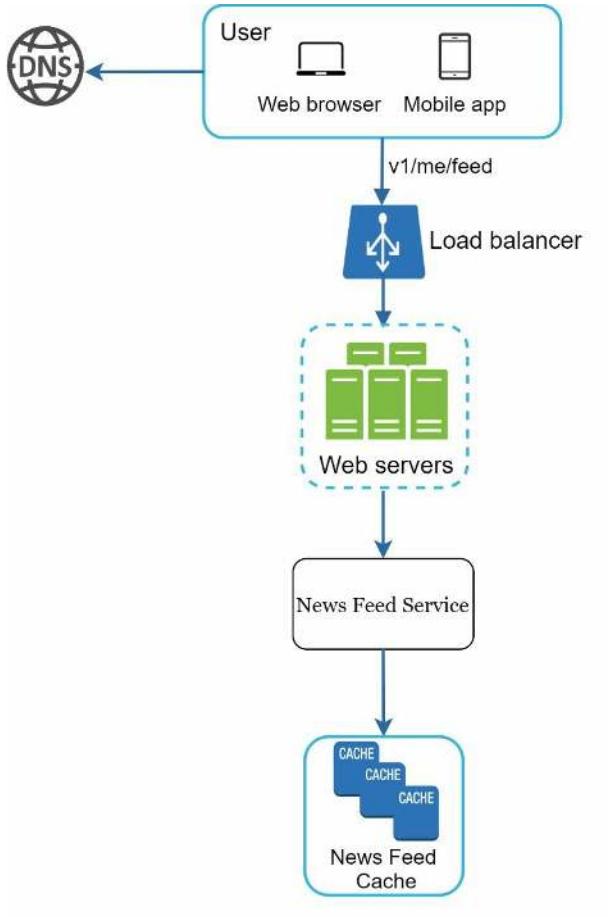 User
DNS
Web browser
Mobile app
v1/me/feed
Load balancer
Web servers
News Feed Service
CACHE
CACHE
CACHE
News Feed
Cache